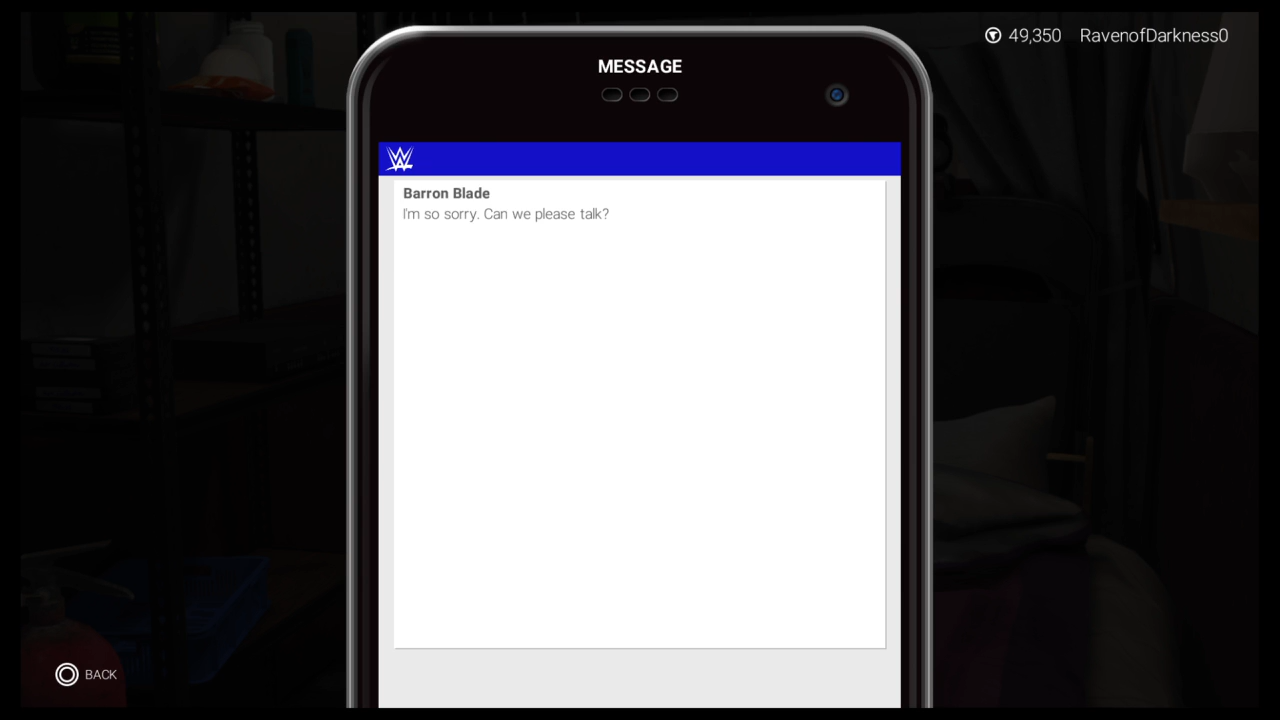 49,350 RavenofDarkness0
MESSAGE
W
Barron Blade
I'm so sorry. Can we please talk?
BACK